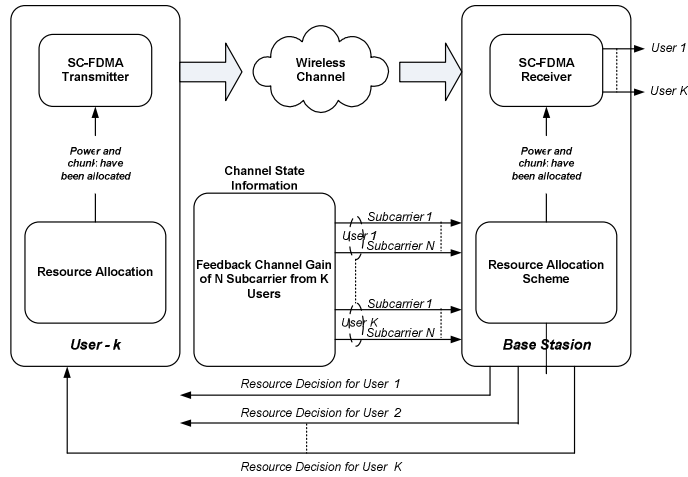 SC-FDMA
Transmitter
Wireless
Channel
SC-FDMA
Receiver
User 1
User K
Power and
chunk have
been allocated
Power and
chunk have
been allocated
Channel State
Information
Subcarrier 1
User 1
Subcarrier N
Resource Allocation
Feedback Channel Gain
of N Subcarrier from K
Users
Resource Allocation
Scheme
Subcarrier 1
User K
Subcarrier N
User - k
Base Stasion
Resource Decision for User 1
Resource Decision for User 2
Resource Decision for User K